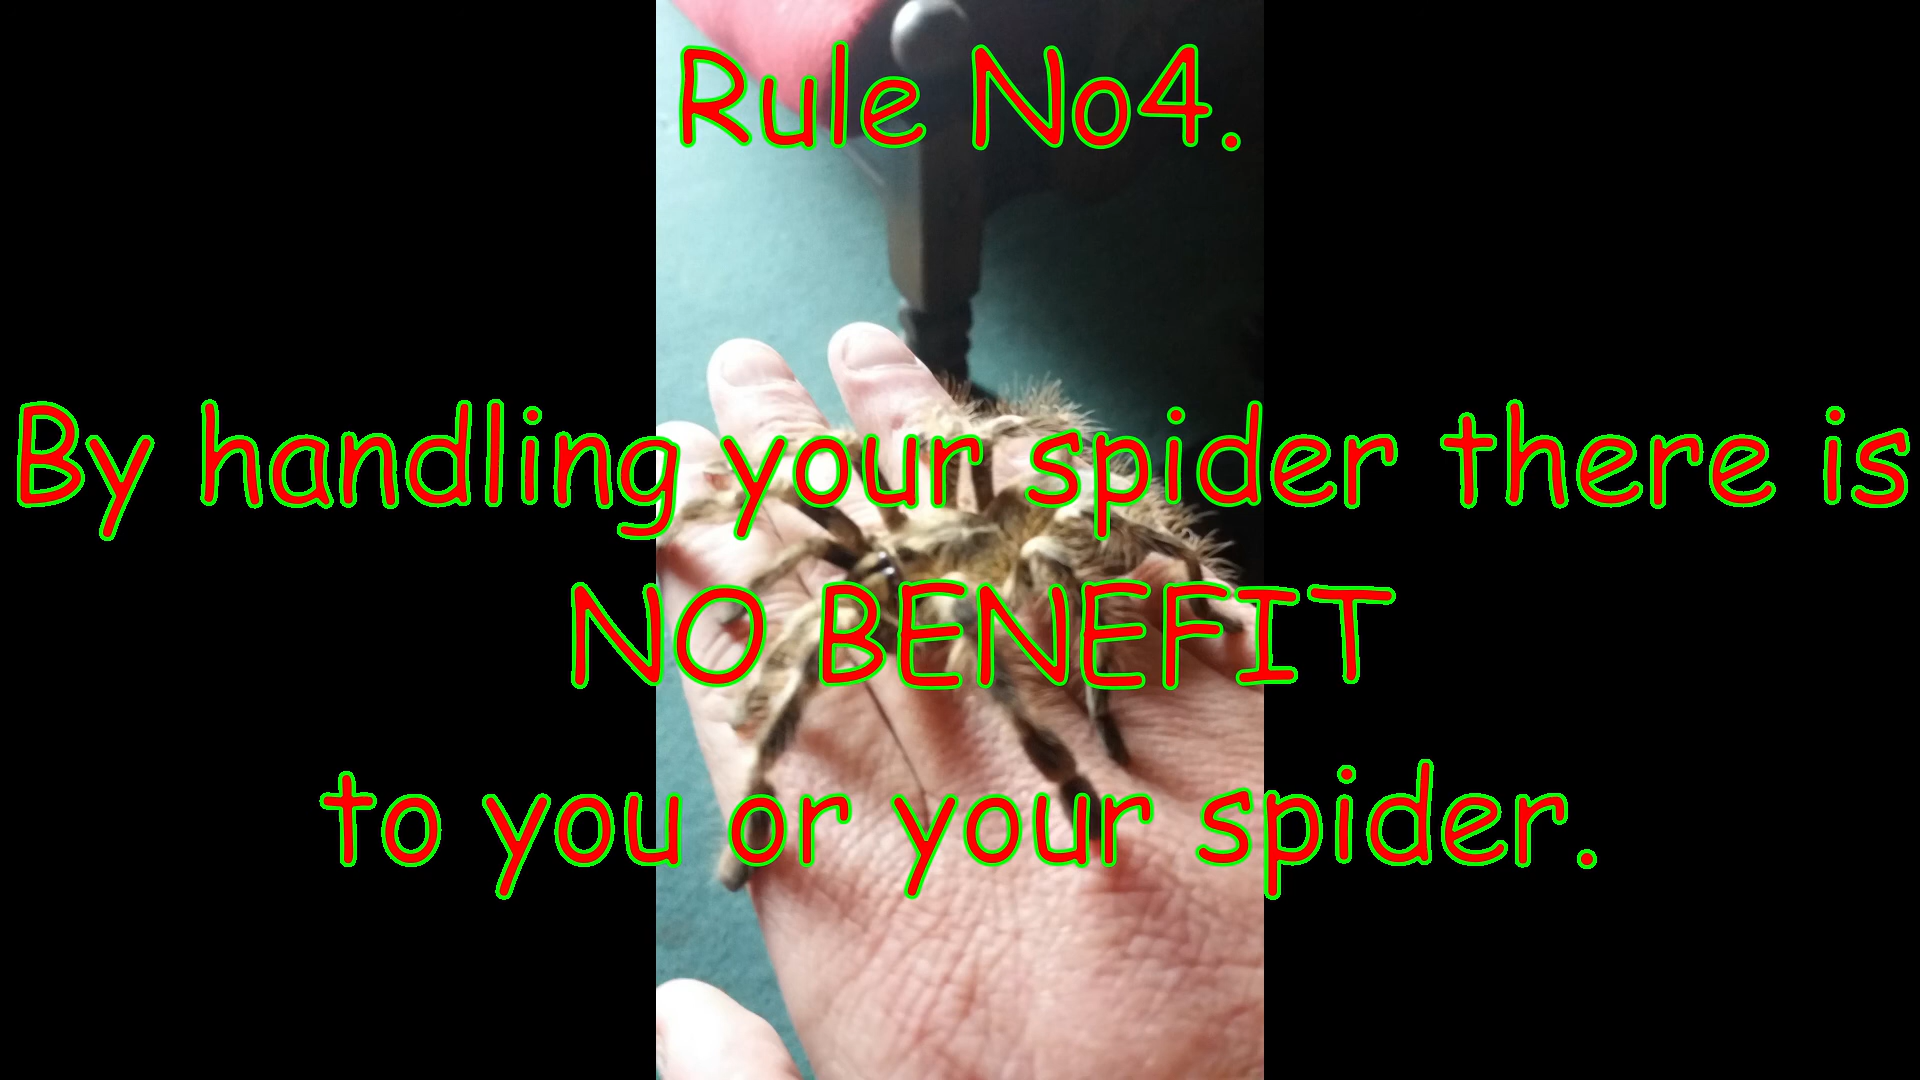 Rule No4.
By handling your spider there is
NO BENEFIT
to you or your spider.